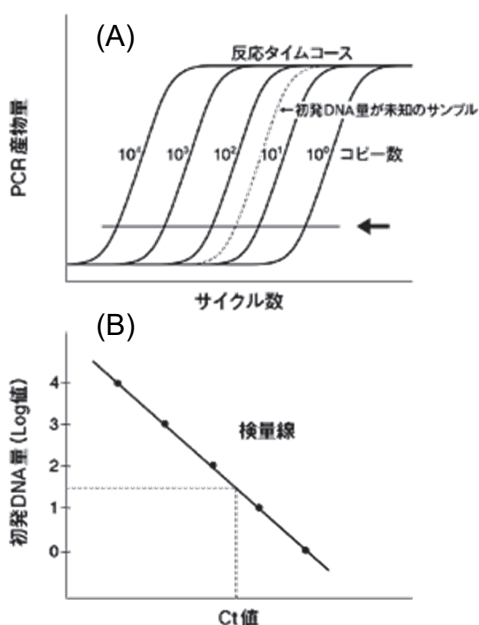 (A)
反応タイムコース
←初発DNA量が未知のサンプル
10⁴ 10³ 10² 10¹ 10⁰ コピー数
PCR産物量
サイクル数
(B)
検量線
初発DNA量(Log値)
4
3
2
1
0
Ct値